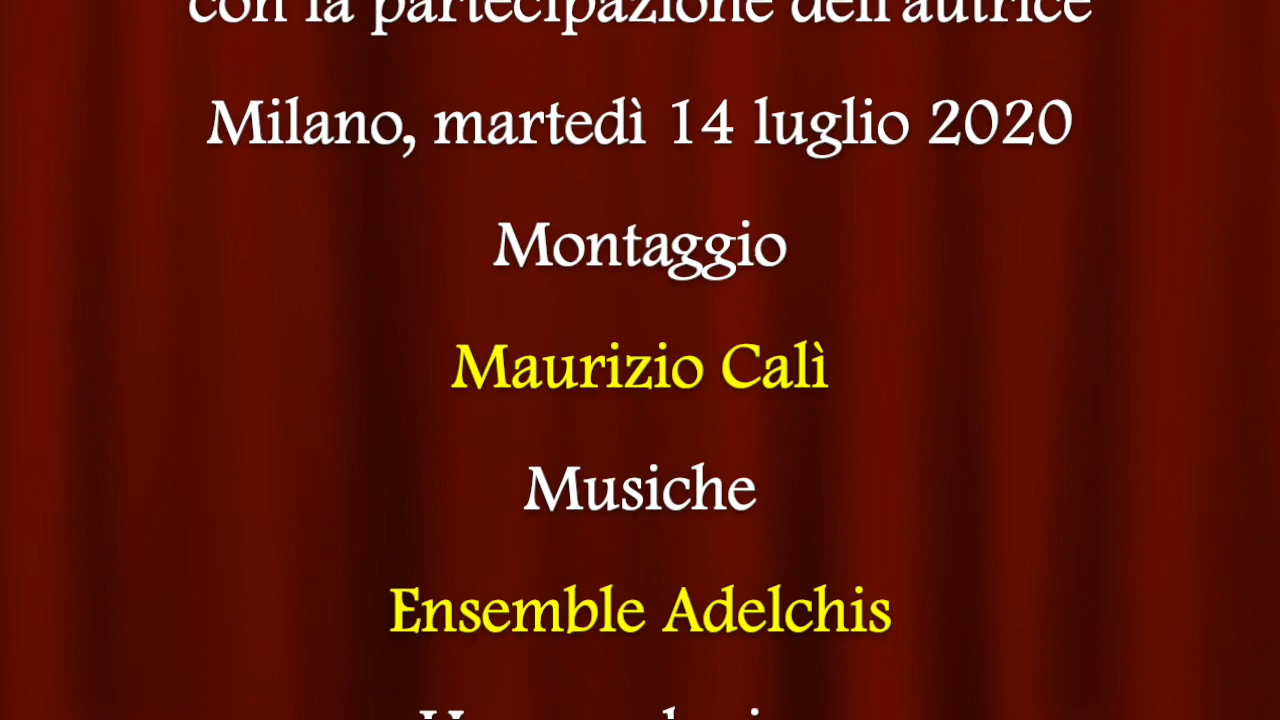 con la partecipazione dell'autrice
Milano, martedì 14 luglio 2020
Montaggio
Maurizio Calì
Musiche
Ensemble Adelchis